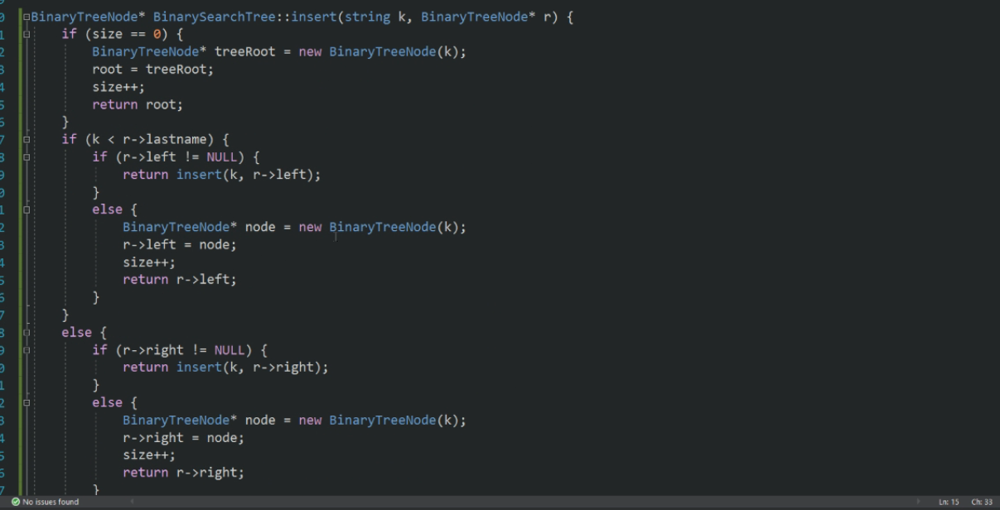 BinaryTreeNode* BinarySearchTree::insert(string k, BinaryTreeNode* r) {
if (size == 0) {
BinaryTreeNode* treeRoot = new BinaryTreeNode(k);
root = treeRoot;
size++;
return root;
}
if (k < r->lastname) {
if (r->left != NULL) {
return insert(k, r->left);
}
else {
BinaryTreeNode* node = new BinaryTreeNode(k);
r->left = node;
size++;
return r->left;
}
}
else {
if (r->right != NULL) {
return insert(k, r->right);
}
else {
BinaryTreeNode* node = new BinaryTreeNode(k);
r->right = node;
size++;
return r->right;
}
No issues found
Ln: 15 Ch: 33